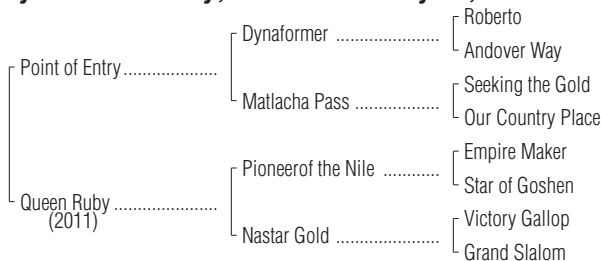 Roberto
Dynaformer ....................
Andover Way
Point of Entry ..................
Seeking the Gold
Matlacha Pass ................
Our Country Place
Empire Maker
Pioneerof the Nile ...........
Star of Goshen
Queen Ruby ....................
(2011)
Victory Gallop
Nastar Gold ....................
Grand Slalom